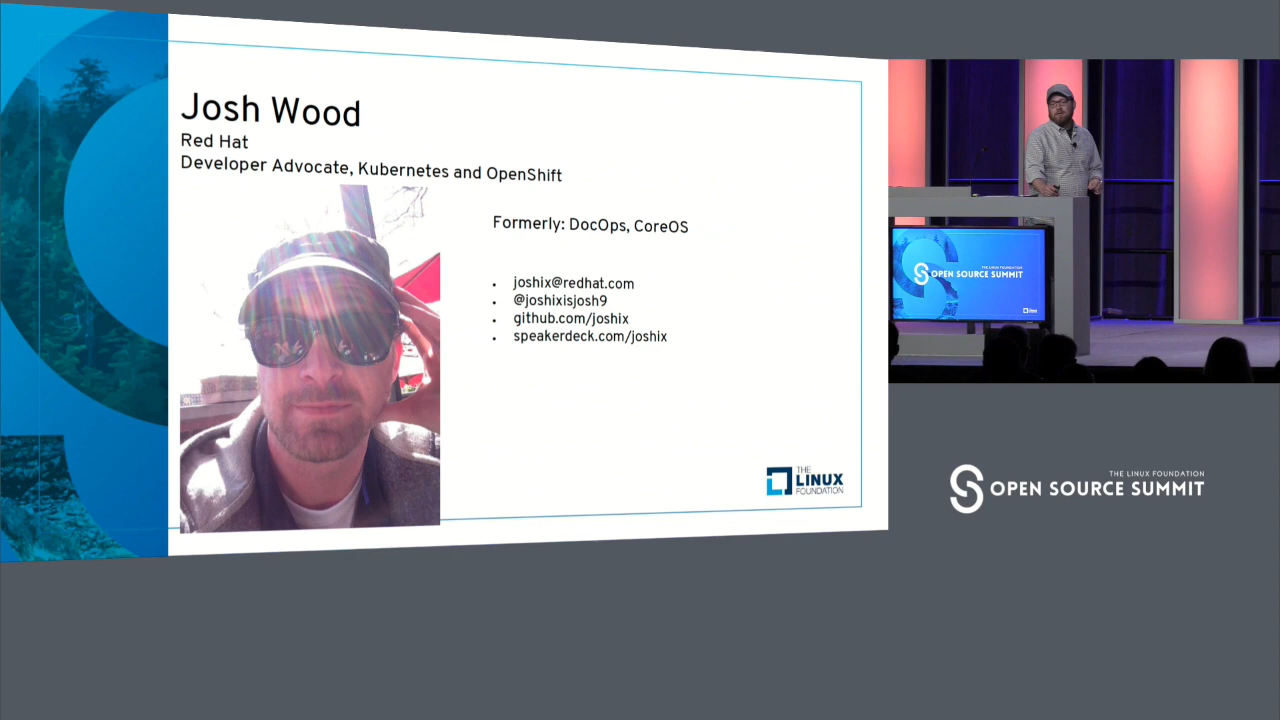 Josh Wood
Red Hat
Developer Advocate, Kubernetes and OpenShift
Formerly: DocOps, CoreOS
joshix@redhat.com
@joshixisjosh9
github.com/joshix
speakerdeck.com/joshix
THE
LINUX
FOUNDATION
THE LINUX FOUNDATION
OPEN SOURCE SUMMIT
THE LINUX FOUNDATION
OPEN SOURCE SUMMIT